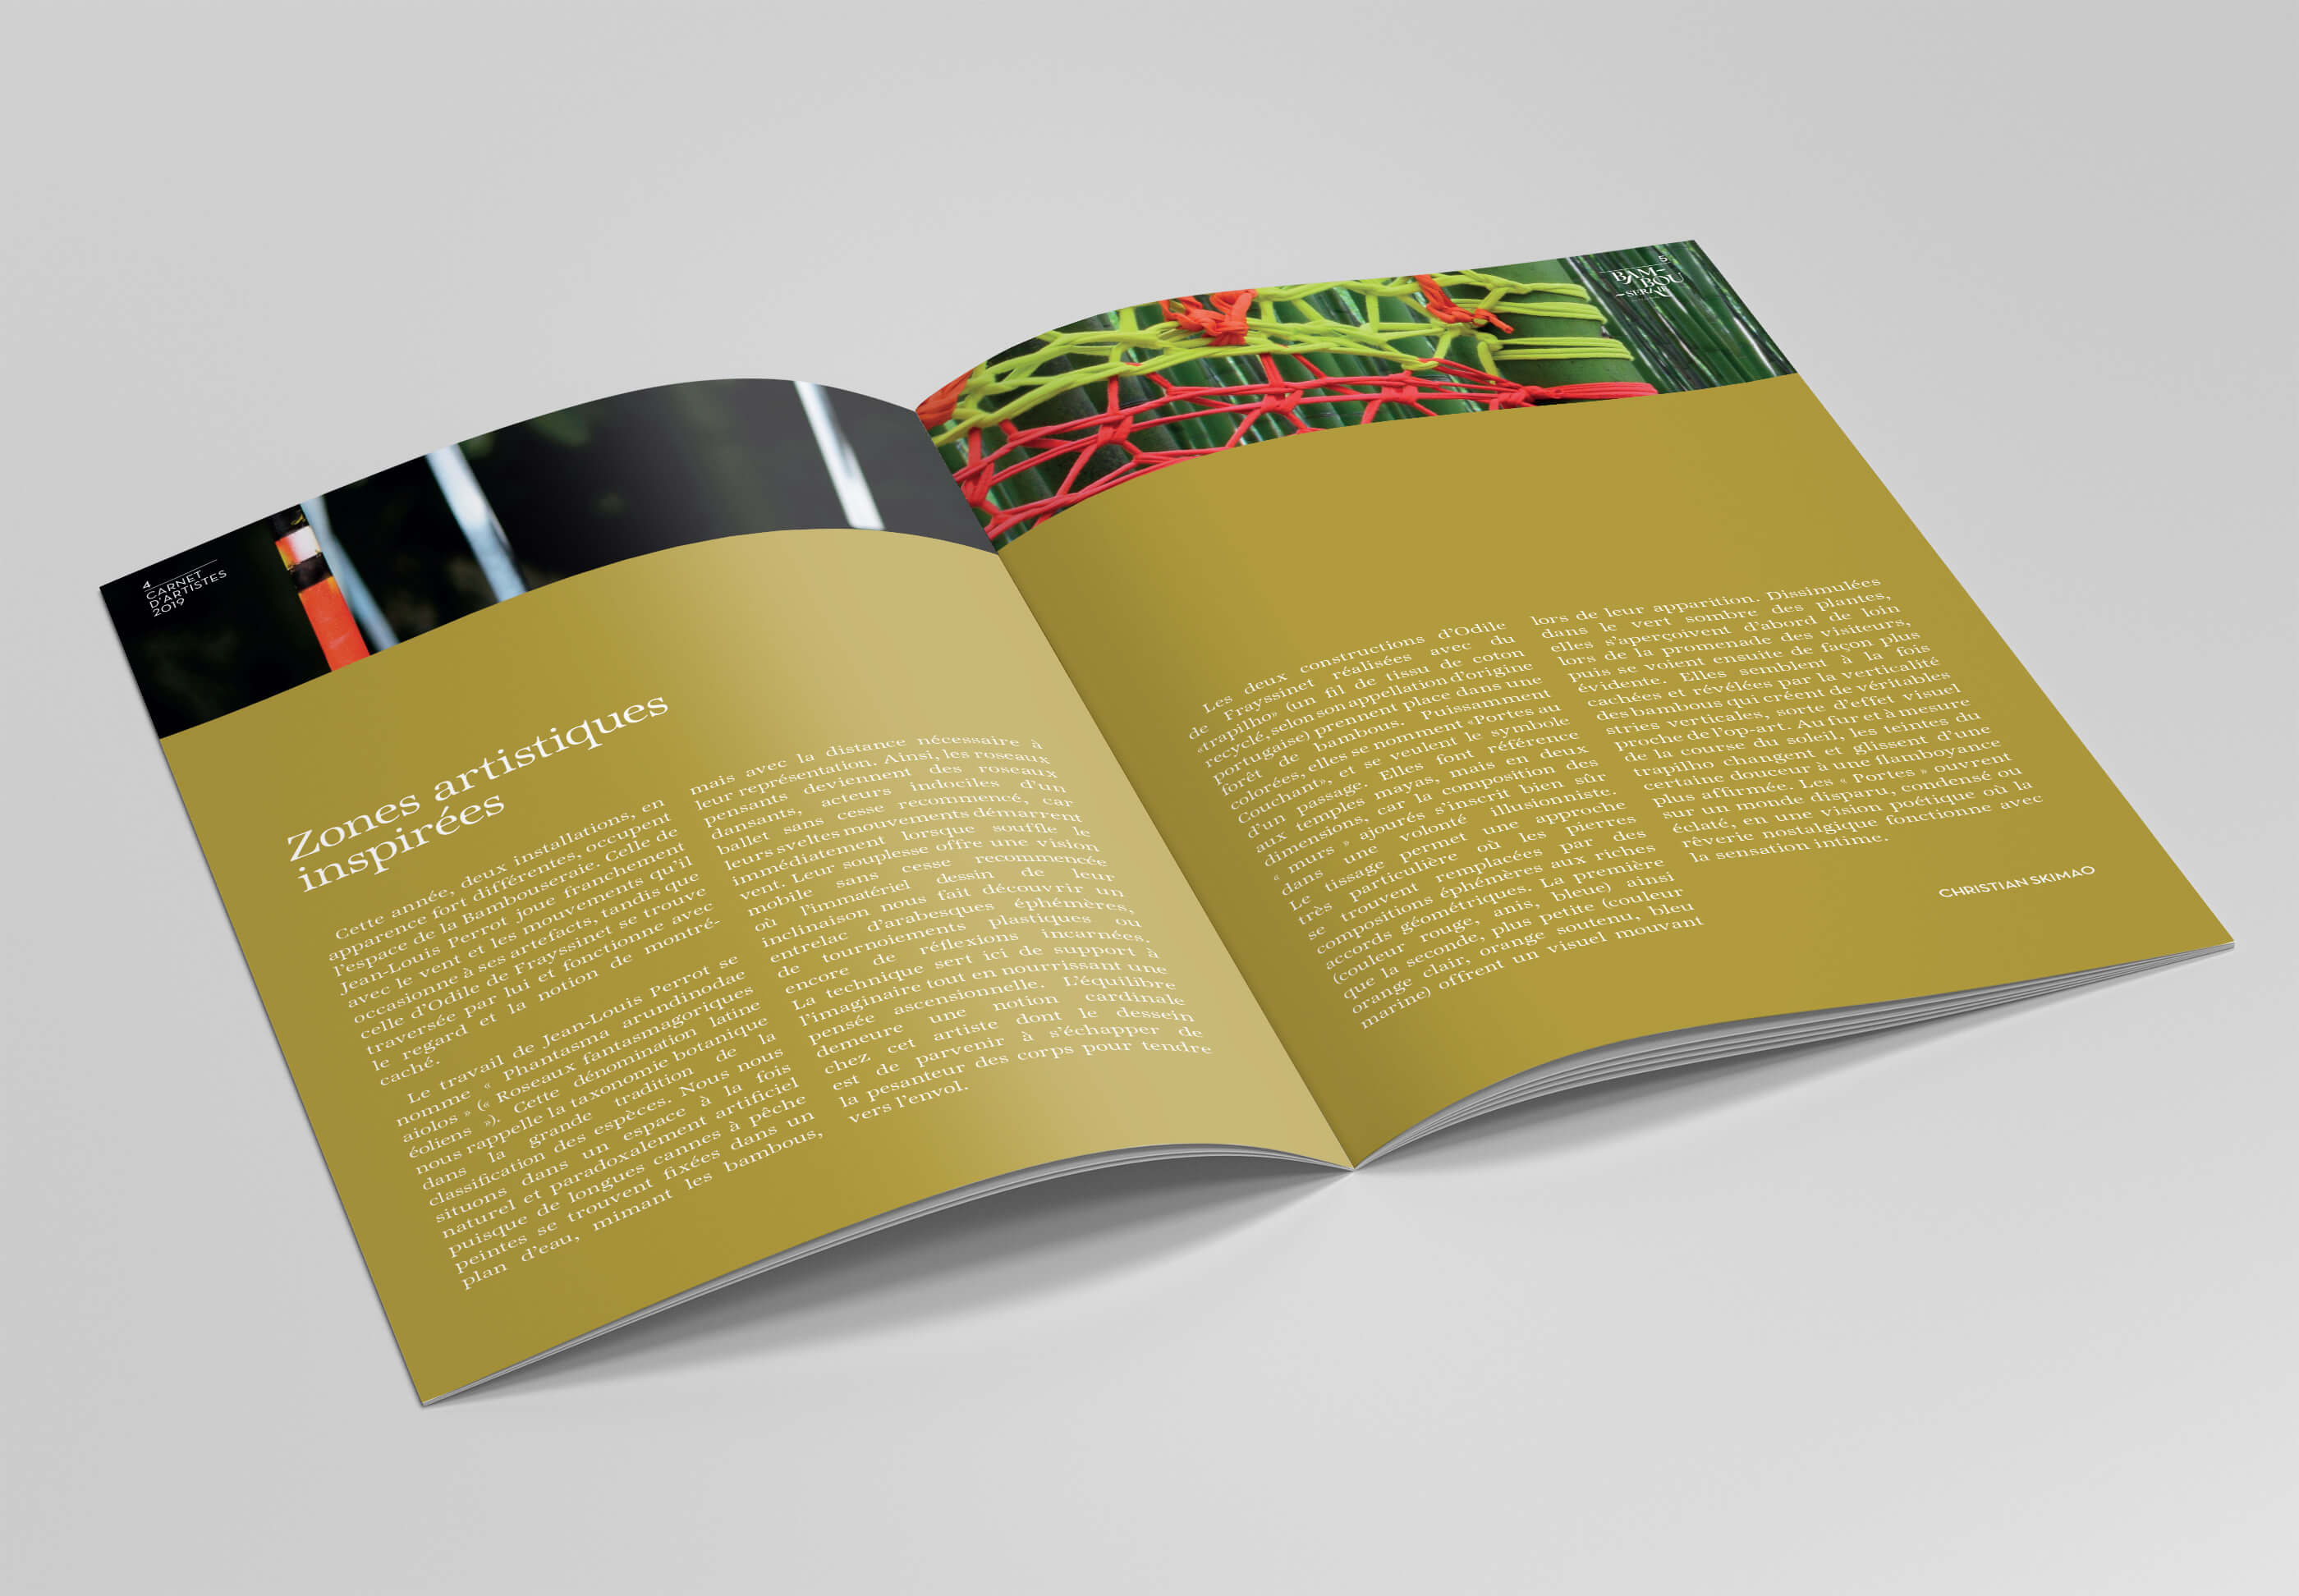 4
CARNET
D'ARTISTES
2019
Zones artistiques
inspirées
Cette année, deux installations, en
apparence fort différentes, occupent
l'espace de la Bambouseraie. Celle de
Jean-Louis Perrot joue franchement
avec le vent et les mouvements qu'il
occasionne à ses artefacts, tandis que
celle d'Odile de Frayssinet se trouve
traversée par lui et fonctionne avec
le regard et la notion de montré-
caché.
Le travail de Jean-Louis Perrot se
nomme « Phantasma arundinodae
aiolos » (« Roseaux fantasmagoriques
éoliens »). Cette dénomination latine
nous rappelle la taxonomie botanique
dans la grande tradition de la
classification des espèces. Nous nous
situons dans un espace à la fois
naturel et paradoxalement artificiel
puisque de longues cannes à pêche
peintes se trouvent fixées dans un
plan d'eau, mimant les bambous,
mais avec la distance nécessaire à
leur représentation. Ainsi, les roseaux
pensants deviennent des roseaux
dansants, acteurs indociles d'un
ballet sans cesse recommencé, car
leurs sveltes mouvements démarrent
immédiatement lorsque souffle le
vent. Leur souplesse offre une vision
mobile sans cesse recommencée
où l'immatériel dessin de leur
inclinaison nous fait découvrir un
entrelac d'arabesques éphémères,
de tournoiements plastiques ou
encore de réflexions incarnées.
La technique sert ici de support à
l'imaginaire tout en nourrissant une
pensée ascensionnelle. L'équilibre
demeure une notion cardinale
chez cet artiste dont le dessein
est de parvenir à s'échapper de
la pesanteur des corps pour tendre
vers l'envol.
5
BAM-
BOU
SERAIE
Les deux constructions d'Odile
de Frayssinet réalisées avec du
«trapilho» (un fil de tissu de coton
recyclé, selon son appellation d'origine
portugaise) prennent place dans une
forêt de bambous. Puissamment
colorées, elles se nomment «Portes au
Couchant», et se veulent le symbole
d'un passage. Elles font référence
aux temples mayas, mais en deux
dimensions, car la composition des
« murs » ajourés s'inscrit bien sûr
dans une volonté illusionniste.
Le tissage permet une approche
très particulière où les pierres
se trouvent remplacées par des
compositions éphémères aux riches
accords géométriques. La première
(couleur rouge, anis, bleue) ainsi
que la seconde, plus petite (couleur
orange clair, orange soutenu, bleu
marine) offrent un visuel mouvant
lors de leur apparition. Dissimulées
dans le vert sombre des plantes,
elles s'aperçoivent d'abord de loin
lors de la promenade des visiteurs,
puis se voient ensuite de façon plus
évidente. Elles semblent à la fois
cachées et révélées par la verticalité
des bambous qui créent de véritables
stries verticales, sorte d'effet visuel
proche de l'op-art. Au fur et à mesure
de la course du soleil, les teintes du
trapilho changent et glissent d'une
certaine douceur à une flamboyance
plus affirmée. Les « Portes » ouvrent
sur un monde disparu, condensé ou
éclaté, en une vision poétique où la
rêverie nostalgique fonctionne avec
la sensation intime.
CHRISTIAN SKIMAO